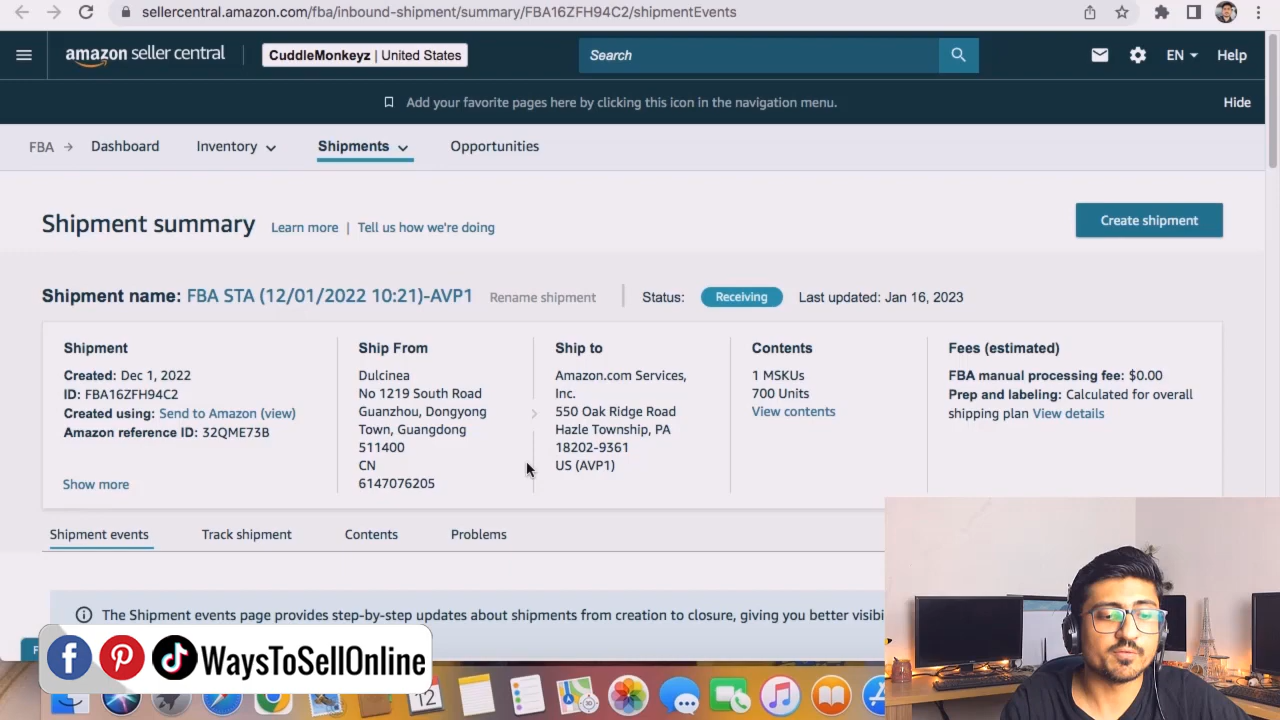 sellercentral.amazon.com/fba/inbound-shipment/summary/FBA16ZFH94C2/shipmentEvents
amazon seller central
CuddleMonkeyz | United States
Search
EN
Help
Add your favorite pages here by clicking this icon in the navigation menu.
Hide
FBA
Dashboard
Inventory
Shipments
Opportunities
Shipment summary
Learn more | Tell us how we're doing
Create shipment
Shipment name: FBA STA (12/01/2022 10:21)-AVP1
Rename shipment
Status:
Receiving
Last updated: Jan 16, 2023
Shipment
Created: Dec 1, 2022
ID: FBA16ZFH94C2
Created using: Send to Amazon (view)
Amazon reference ID: 32QME73B
Show more
Ship From
Dulcinea
No 1219 South Road
Guanzhou, Dongyong
Town, Guangdong
511400
CN
6147076205
Ship to
Amazon.com Services,
Inc.
550 Oak Ridge Road
Hazle Township, PA
18202-9361
US (AVP1)
Contents
1 MSKUs
700 Units
View contents
Fees (estimated)
FBA manual processing fee: $0.00
Prep and labeling: Calculated for overall
shipping plan View details
Shipment events
Track shipment
Contents
Problems
The Shipment events page provides step-by-step updates about shipments from creation to closure, giving you better visibi
F
WaysToSellOnline
12